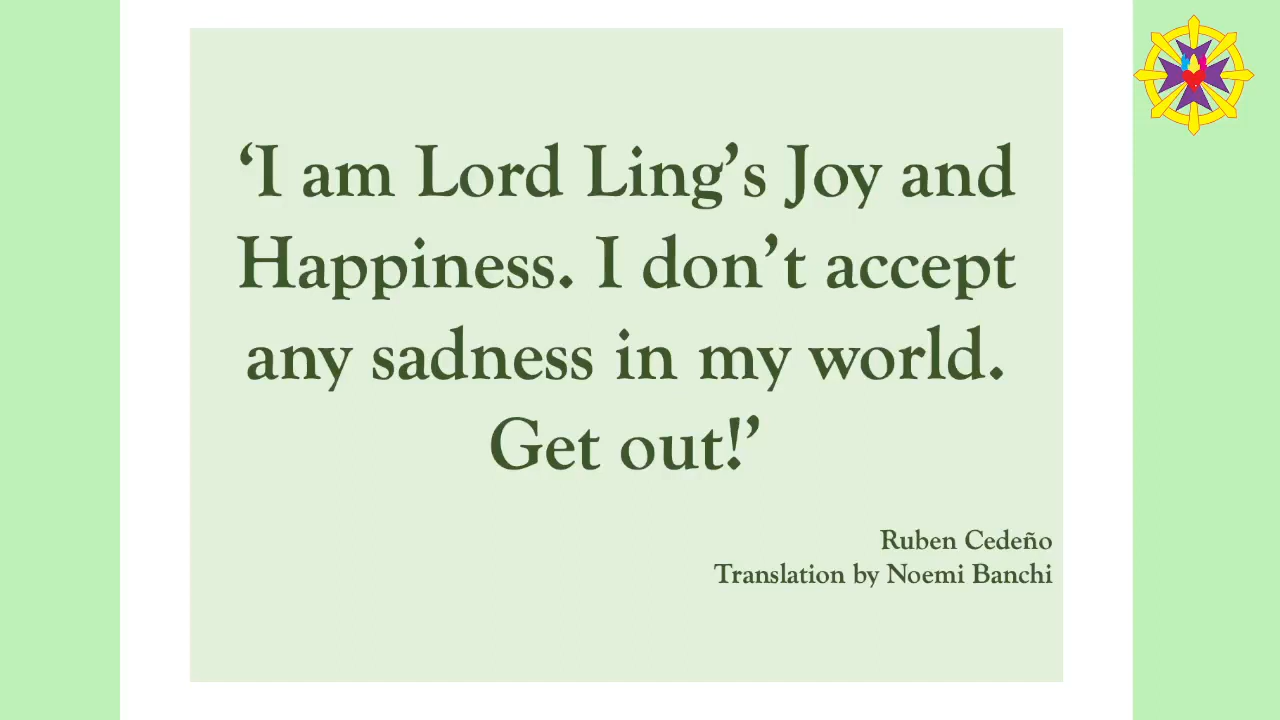 ‘I am Lord Ling’s Joy and
Happiness. I don’t accept
any sadness in my world.
Get out!’
Ruben Cedeño
Translation by Noemi Banchi